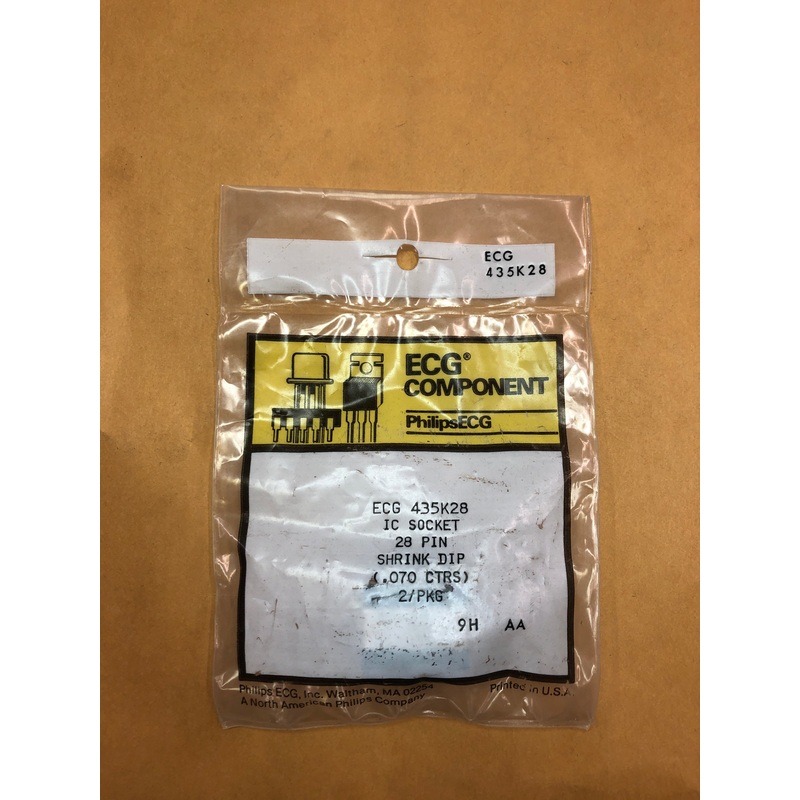 ECG
435K28
ECG®
COMPONENT
PhilipsECG
ECG 435K28
IC SOCKET
28 PIN
SHRINK DIP
(.070 CTRS)
2/PKG
9H AA
Philips ECG, Inc. Waltham, MA 02254
A North American Philips Company
Printed in U.S.A.